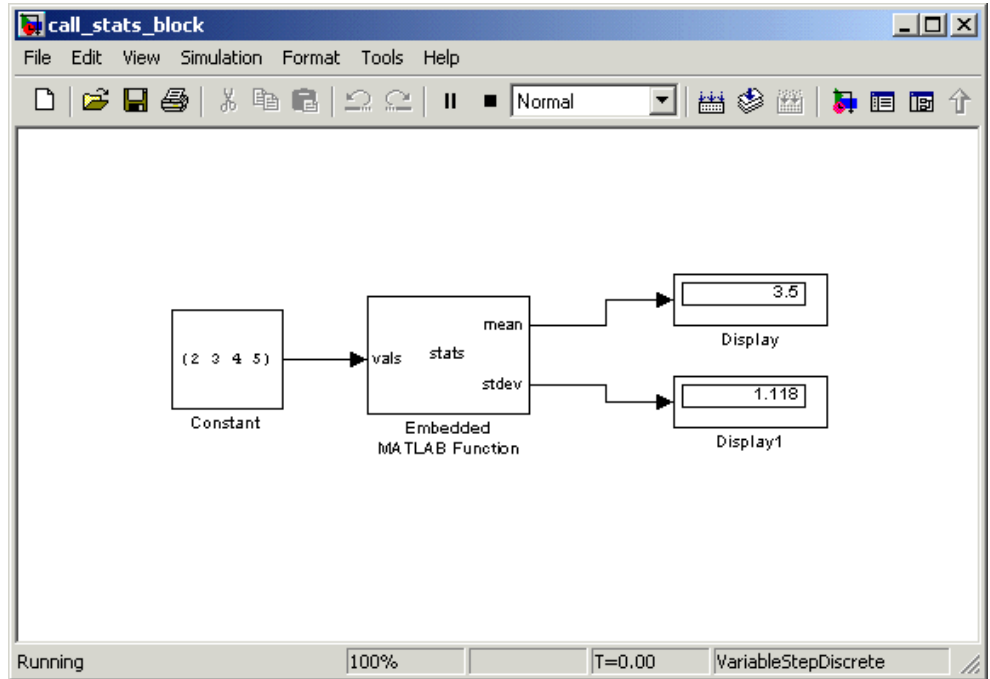 call_stats_block
File Edit View Simulation Format Tools Help
Normal
3.5
Display
(2 3 4 5)
Constant
vals
stats
mean
stdev
Embedded
MATLAB Function
1.118
Display1
Running 100% T=0.00 VariableStepDiscrete